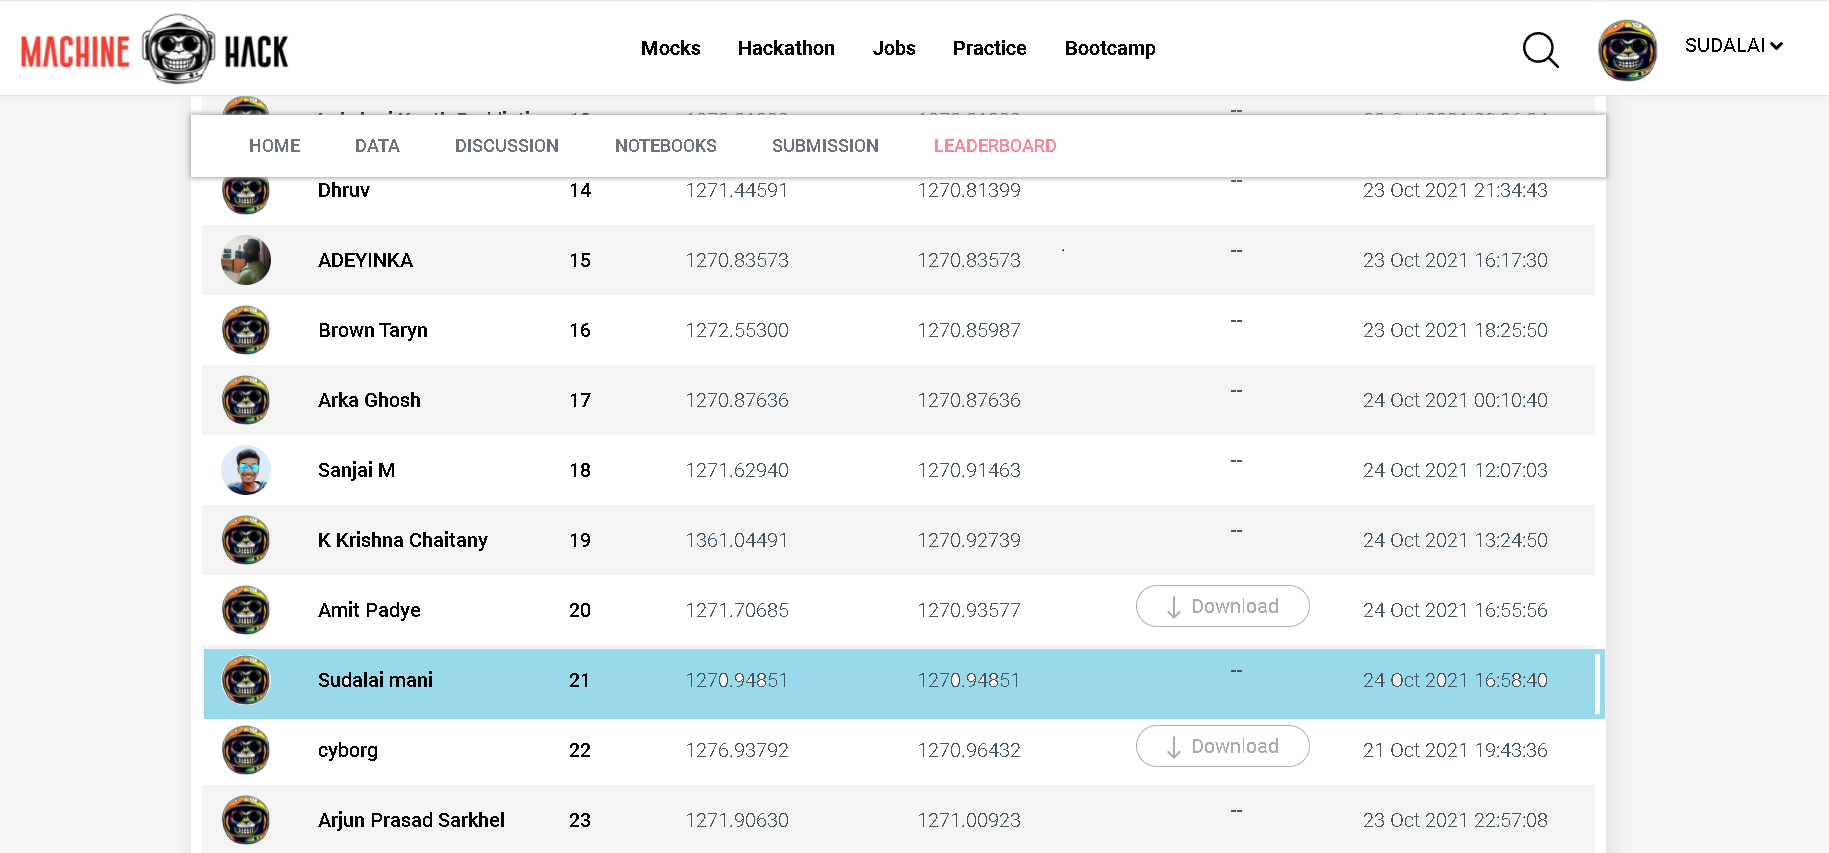 MACHINE HACK Mocks Hackathon Jobs Practice Bootcamp SUDALAI
HOME DATA DISCUSSION NOTEBOOKS SUBMISSION LEADERBOARD
Dhruv 14 1271.44591 1270.81399 -- 23 Oct 2021 21:34:43
ADEYINKA 15 1270.83573 1270.83573 -- 23 Oct 2021 16:17:30
Brown Taryn 16 1272.55300 1270.85987 -- 23 Oct 2021 18:25:50
Arka Ghosh 17 1270.87636 1270.87636 -- 24 Oct 2021 00:10:40
Sanjai M 18 1271.62940 1270.91463 -- 24 Oct 2021 12:07:03
K Krishna Chaitany 19 1361.04491 1270.92739 -- 24 Oct 2021 13:24:50
Amit Padye 20 1271.70685 1270.93577 Download 24 Oct 2021 16:55:56
Sudalai mani 21 1270.94851 1270.94851 -- 24 Oct 2021 16:58:40
cyborg 22 1276.93792 1270.96432 Download 21 Oct 2021 19:43:36
Arjun Prasad Sarkhel 23 1271.90630 1271.00923 -- 23 Oct 2021 22:57:08